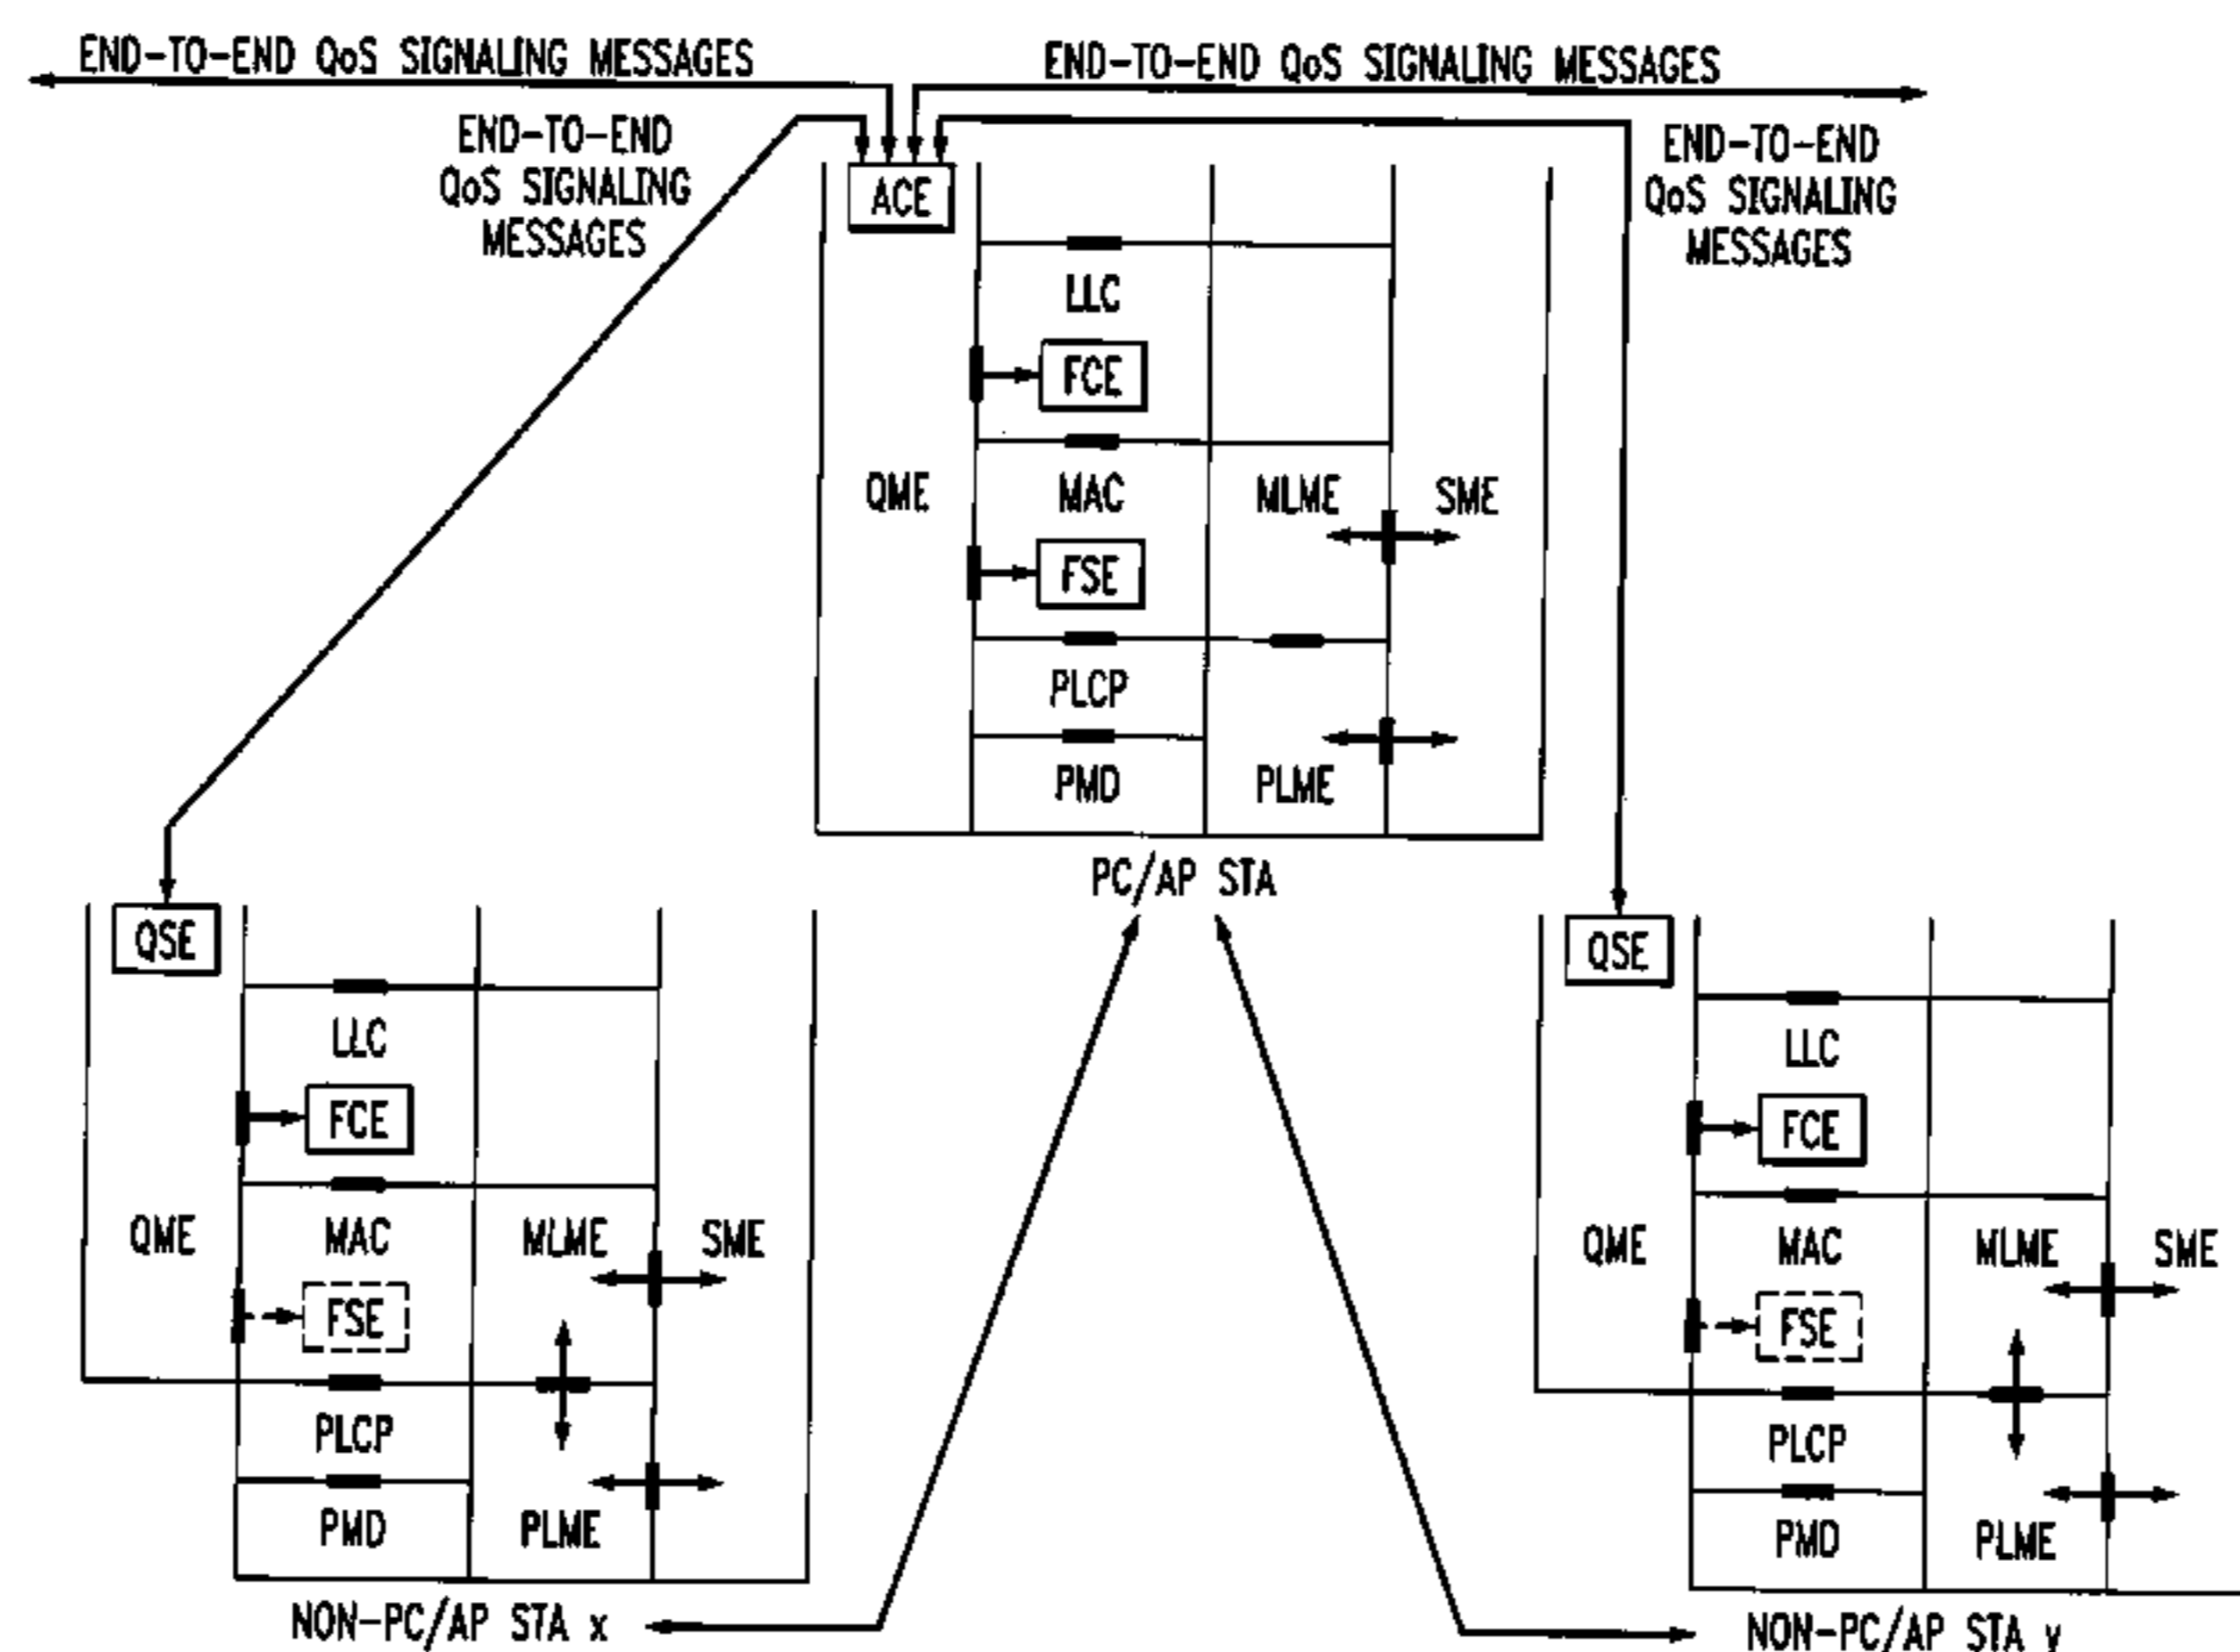 END-TO-END QoS SIGNALING MESSAGES
END-TO-END QoS SIGNALING MESSAGES
END-TO-END
QoS SIGNALING
MESSAGES
END-TO-END
QoS SIGNALING
MESSAGES
ACE
LLC
FCE
QME
MAC
MLME
SME
FSE
PLCP
PMD
PLME
PC/AP STA
QSE
LLC
FCE
QME
MAC
MLME
SME
FSE
PLCP
PMD
PLME
NON-PC/AP STA x
QSE
LLC
FCE
QME
MAC
MLME
SME
FSE
PLCP
PMD
PLME
NON-PC/AP STA y